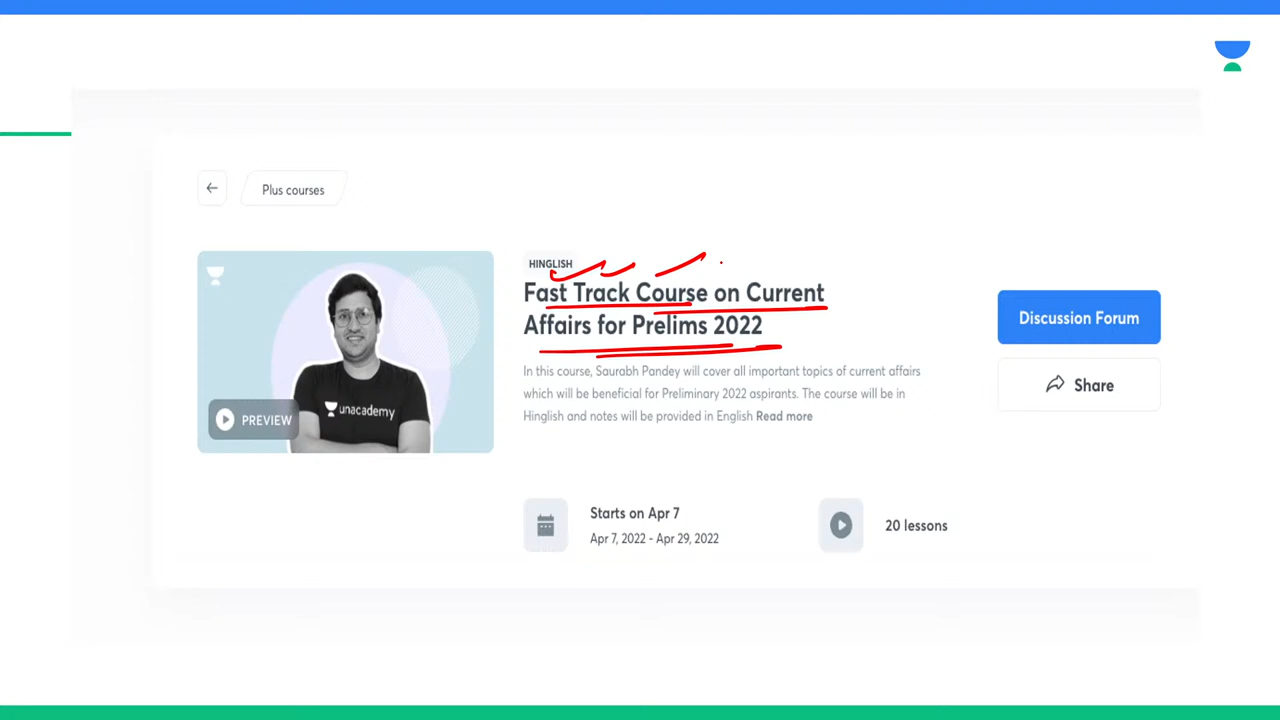 Plus courses
HINGLISH
Fast Track Course on Current
Affairs for Prelims 2022
Discussion Forum
In this course, Saurabh Pandey will cover all important topics of current affairs
which will be beneficial for Preliminary 2022 aspirants. The course will be in
Hinglish and notes will be provided in English Read more
Share
unacademy
PREVIEW
Starts on Apr 7
Apr 7, 2022 - Apr 29, 2022
20 lessons